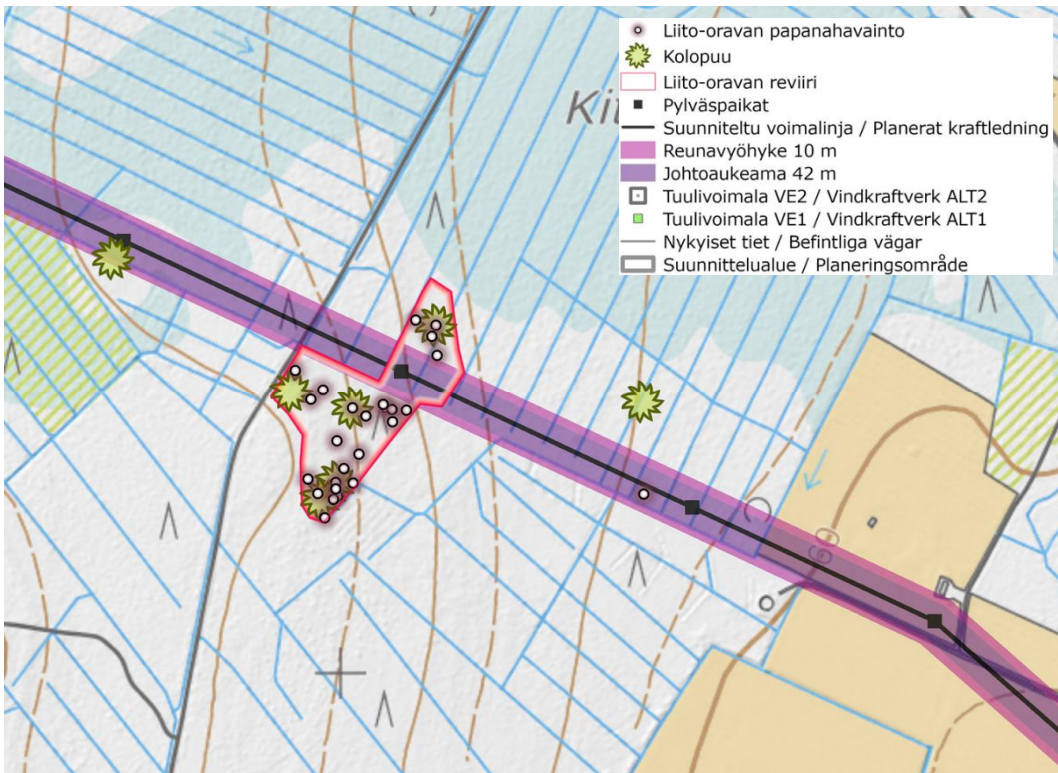 Liito-oravan papanahavainto
Kolopuu
Liito-oravan reviiri
Pylväspaikat
Suunniteltu voimalinja / Planerat kraftledning
Reunavyöhyke 10 m
Johtoaukeama 42 m
Tuulivoimala VE2 / Vindkraftverk ALT2
Tuulivoimala VE1 / Vindkraftverk ALT1
Nykyiset tiet / Befintliga vägar
Suunnittelualue / Planeringsområde